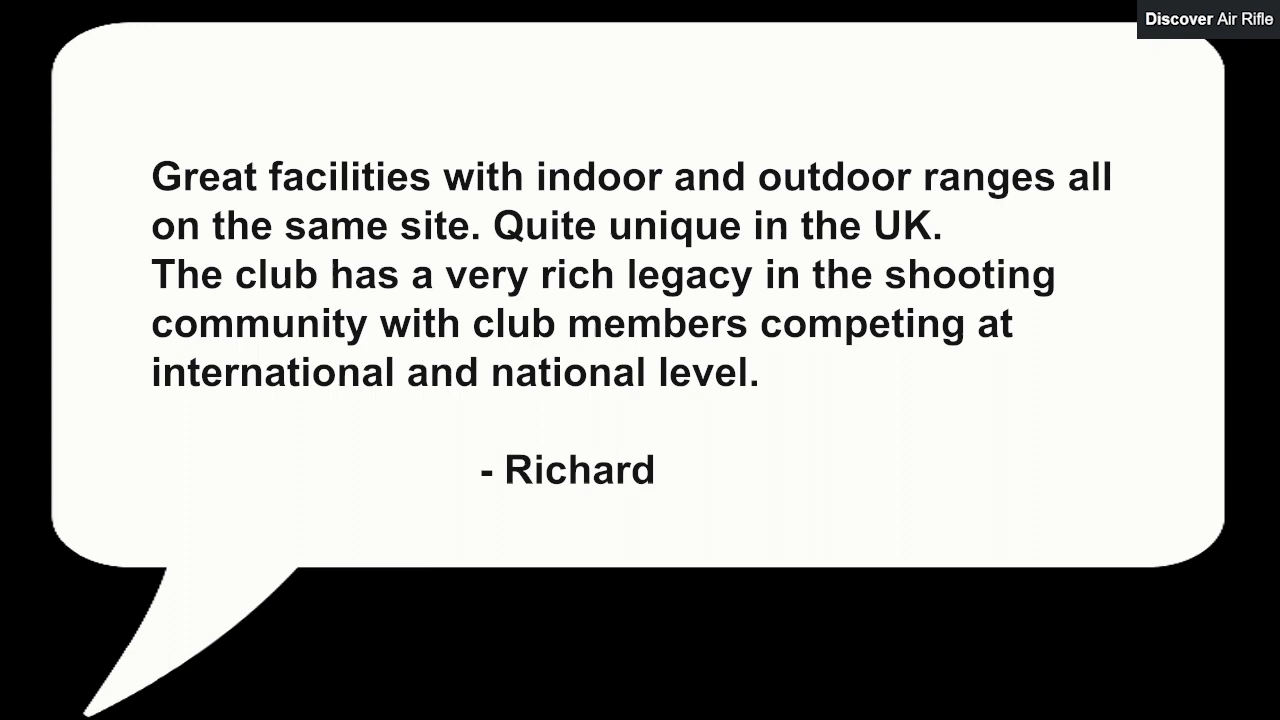 Discover Air Rifle
Great facilities with indoor and outdoor ranges all
on the same site. Quite unique in the UK.
The club has a very rich legacy in the shooting
community with club members competing at
international and national level.
- Richard